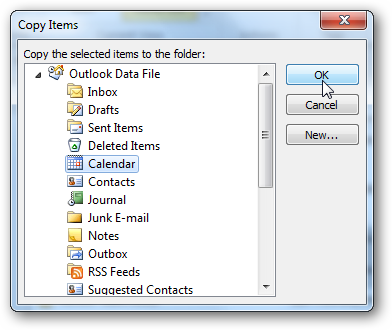 Copy Items
Copy the selected items to the folder:
Outlook Data File
Inbox
Drafts
Sent Items
Deleted Items
Calendar
Contacts
Journal
Junk E-mail
Notes
Outbox
RSS Feeds
Suggested Contacts
OK
Cancel
New...